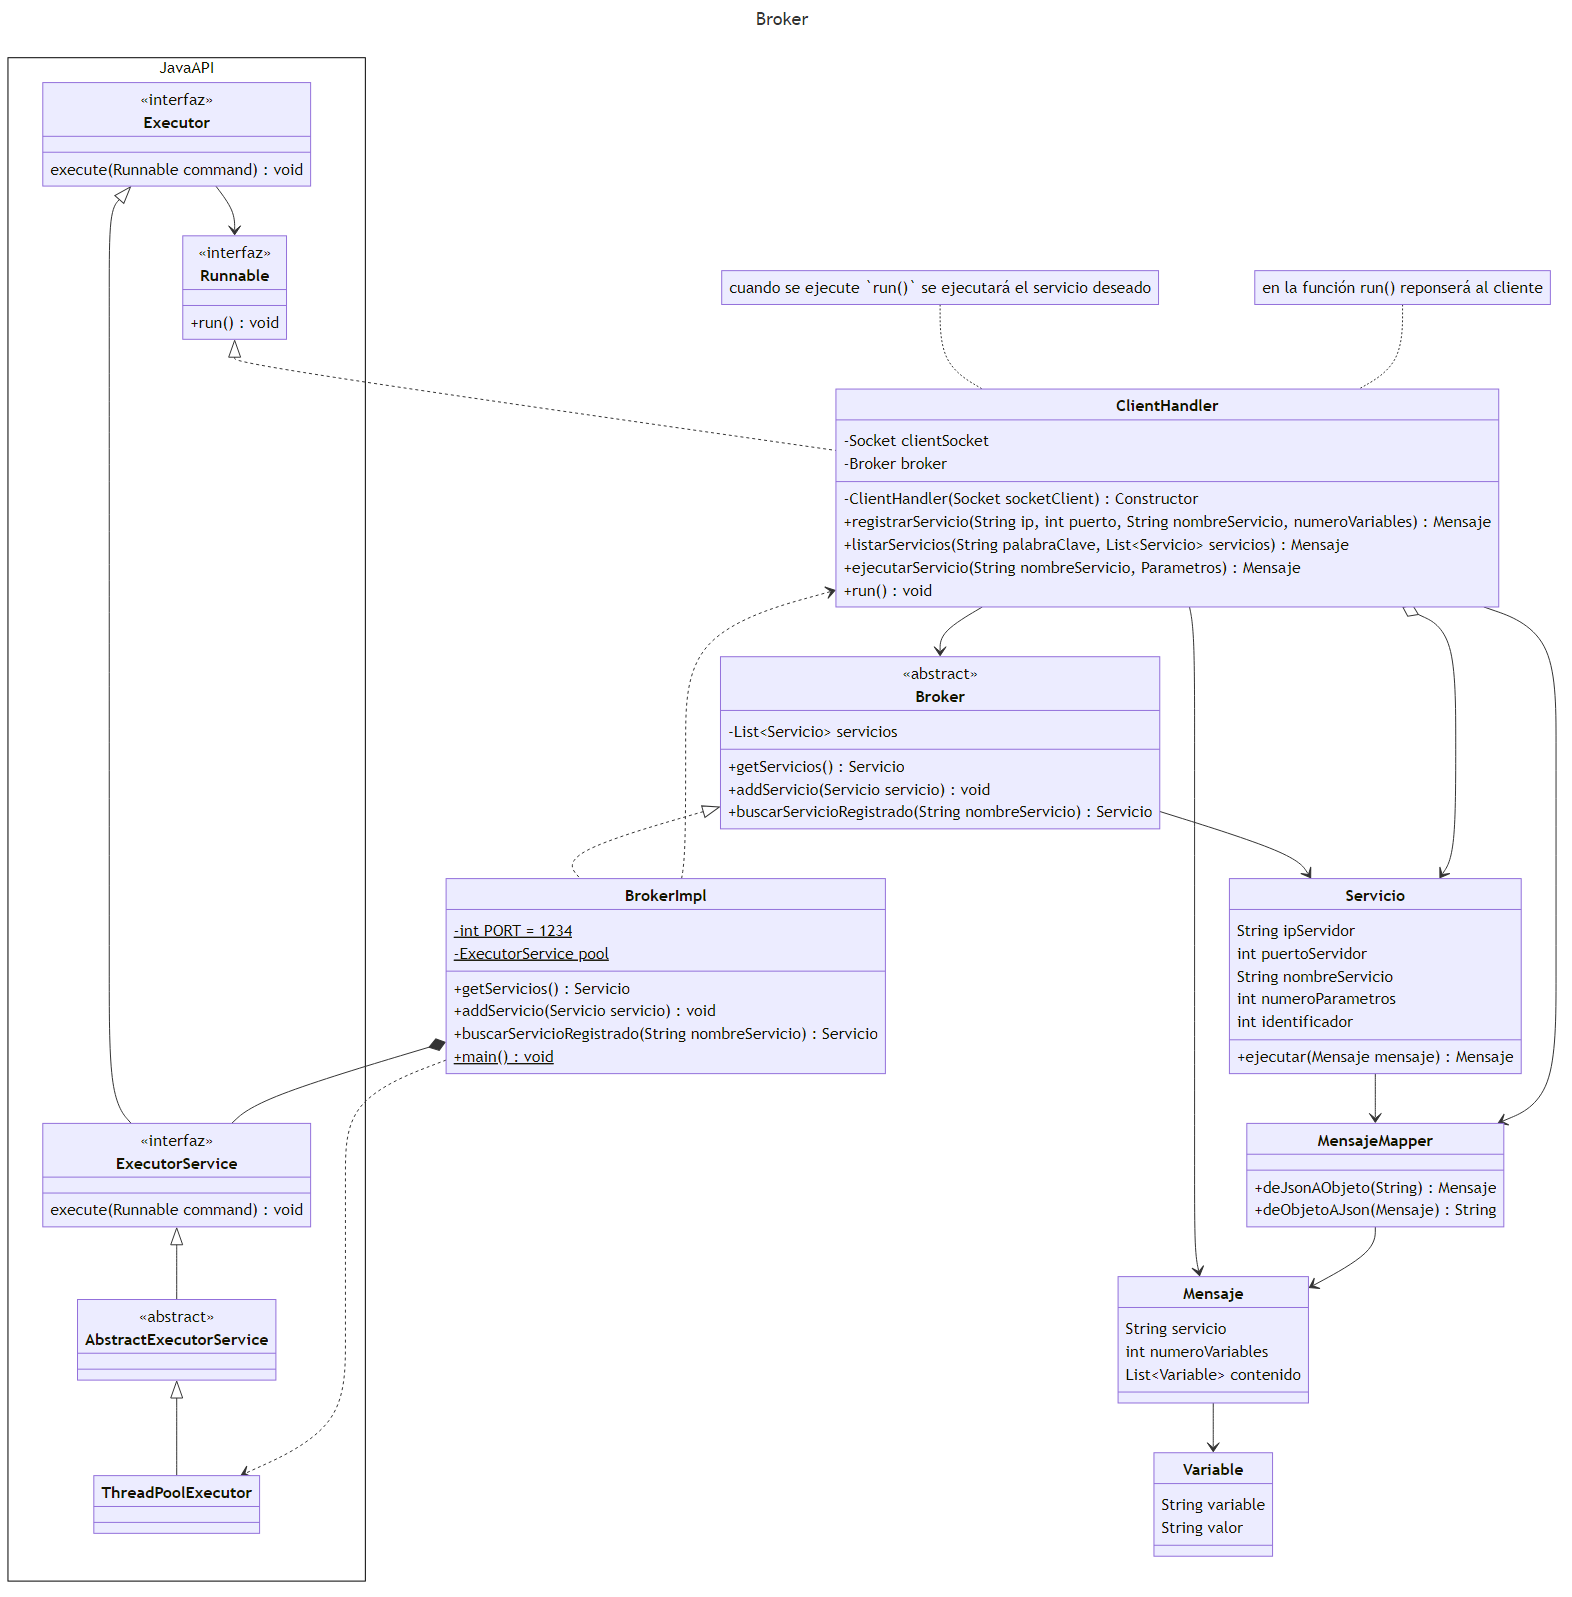 Broker
JavaAPI
«interfaz»
Executor
execute(Runnable command) : void
«interfaz»
Runnable
+run() : void
cuando se ejecute `run()` se ejecutará el servicio deseado
en la función run() reponserá al cliente
ClientHandler
-Socket clientSocket
-Broker broker
-ClientHandler(Socket socketClient) : Constructor
+registrarServicio(String ip, int puerto, String nombreServicio, numeroVariables) : Mensaje
+listarServicios(String palabraClave, List<Servicio> servicios) : Mensaje
+ejecutarServicio(String nombreServicio, Parametros) : Mensaje
+run() : void
«abstract»
Broker
-List<Servicio> servicios
+getServicios() : Servicio
+addServicio(Servicio servicio) : void
+buscarServicioRegistrado(String nombreServicio) : Servicio
BrokerImpl
-int PORT = 1234
-ExecutorService pool
+getServicios() : Servicio
+addServicio(Servicio servicio) : void
+buscarServicioRegistrado(String nombreServicio) : Servicio
+main() : void
Servicio
String ipServidor
int puertoServidor
String nombreServicio
int numeroParametros
int identificador
+ejecutar(Mensaje mensaje) : Mensaje
«interfaz»
ExecutorService
execute(Runnable command) : void
MensajeMapper
+deJsonAObjeto(String) : Mensaje
+deObjetoAJson(Mensaje) : String
«abstract»
AbstractExecutorService
Mensaje
String servicio
int numeroVariables
List<Variable> contenido
ThreadPoolExecutor
Variable
String variable
String valor